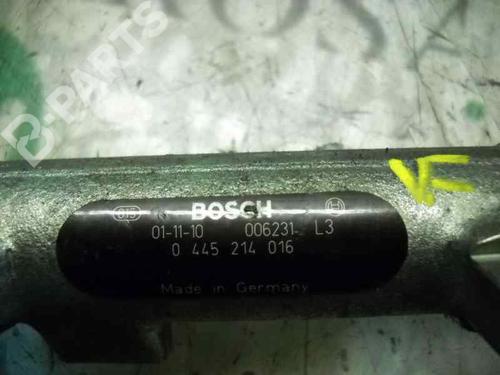 B-PARTS
VF
BOSCH
01-11-10 006231 L3
0 445 214 016
Made in Germany